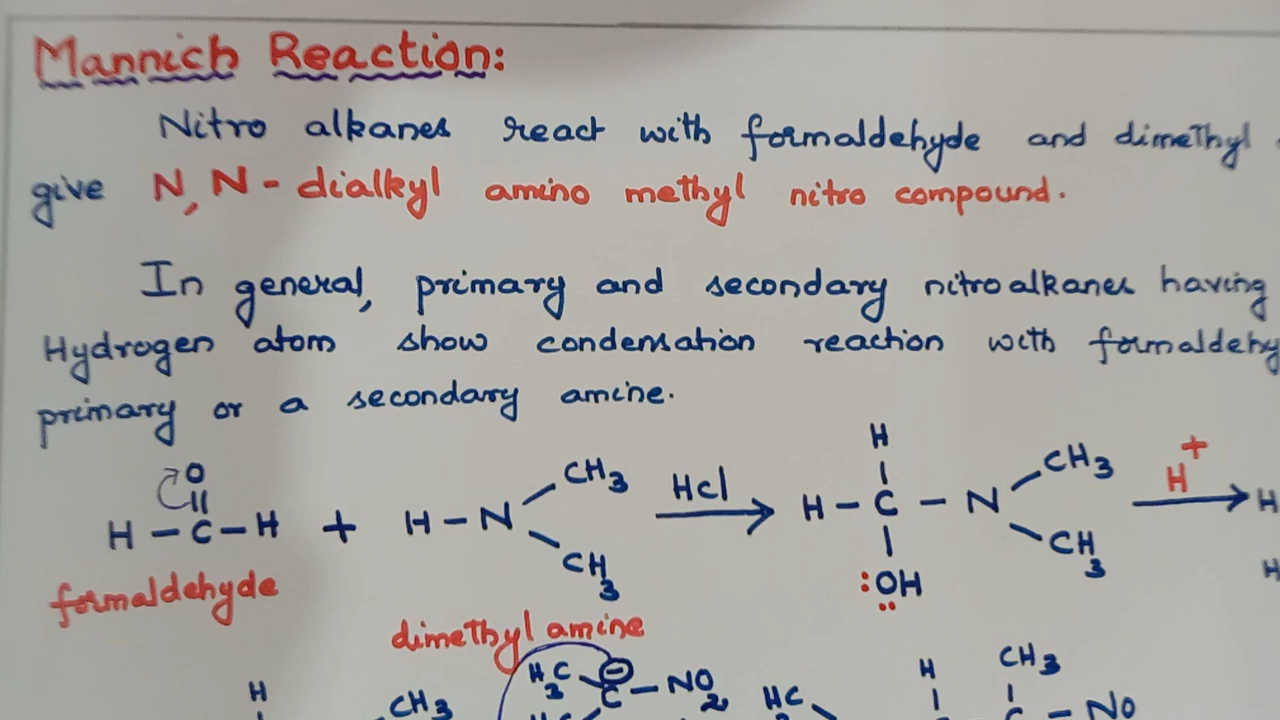 Mannich Reaction:
Nitro alkanes react with formaldehyde and dimethyl
give N, N - dialkyl amino methyl nitro compound.
In general, primary and secondary nitroalkanes having
Hydrogen atom show condensation reaction with formaldehy
primary or a secondary amine.
H - C - H + H - N CH3 CH3 HCl H - C - N CH3 CH3 H+ H
O
H
:OH
H
formaldehyde
dimethyl amine
H CH3 H3C C - NO2 H3C H CH3 C - NO